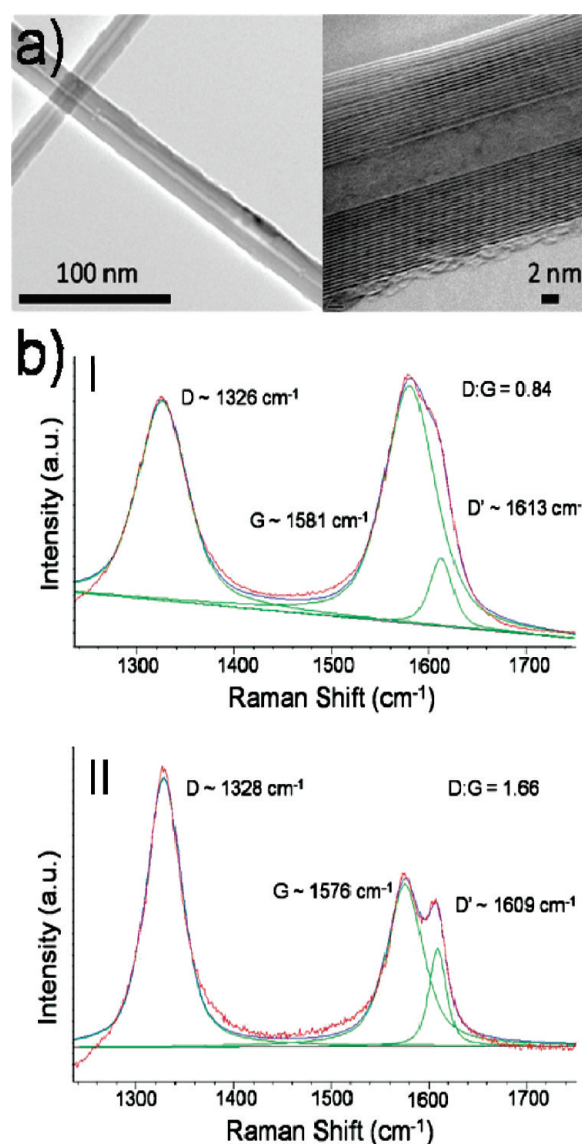 a)
100 nm
2 nm
b)
I
D ~ 1326 cm-1
D:G = 0.84
G ~ 1581 cm-1
D' ~ 1613 cm-
Intensity (a.u.)
1300 1400 1500 1600 1700
Raman Shift (cm-1)
II
D ~ 1328 cm-1
D:G = 1.66
G ~ 1576 cm-1
D' ~ 1609 cm-1
Intensity (a.u.)
1300 1400 1500 1600 1700
Raman Shift (cm-1)